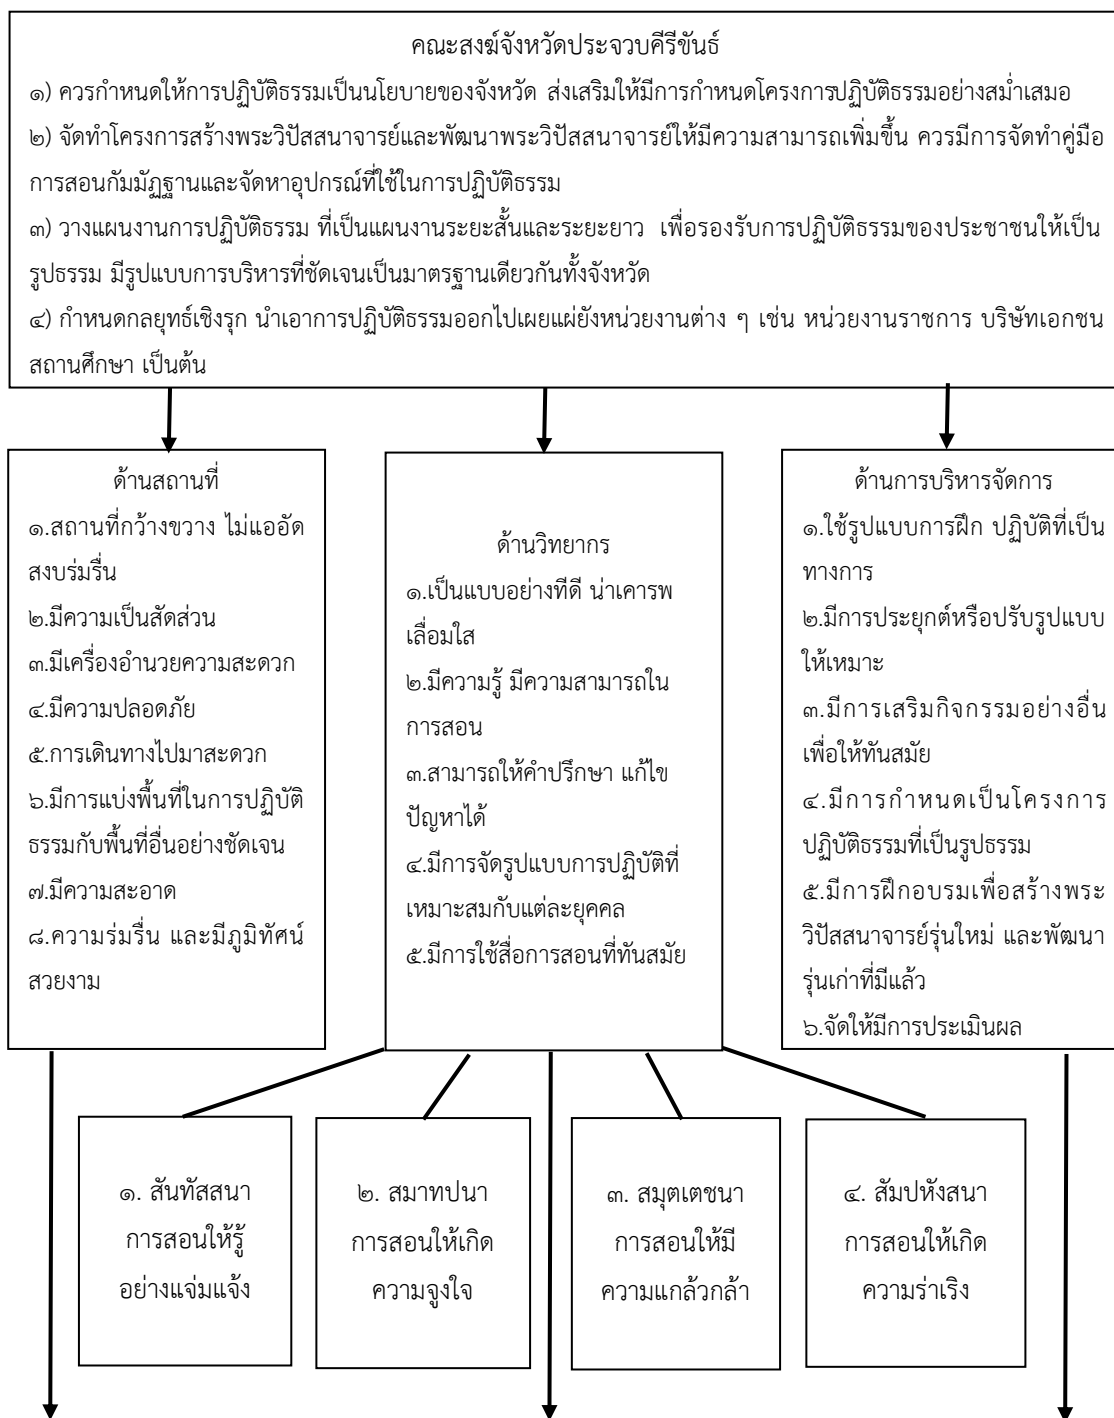 คณะสงฆ์จังหวัดประจวบคีรีขันธ์
๑) ควรกำหนดให้การปฏิบัติธรรมเป็นนโยบายของจังหวัด ส่งเสริมให้มีการกำหนดโครงการปฏิบัติธรรมอย่างสม่ำเสมอ
๒) จัดทำโครงการสร้างพระวิปัสสนาจารย์และพัฒนาพระวิปัสสนาจารย์ให้มีความสามารถเพิ่มขึ้น ควรมีการจัดทำคู่มือ
การสอนกัมมัฏฐานและจัดหาอุปกรณ์ที่ใช้ในการปฏิบัติธรรม
๓) วางแผนงานการปฏิบัติธรรม ที่เป็นแผนงานระยะสั้นและระยะยาว เพื่อรองรับการปฏิบัติธรรมของประชาชนให้เป็น
รูปธรรม มีรูปแบบการบริหารที่ชัดเจนเป็นมาตรฐานเดียวกันทั้งจังหวัด
๔) กำหนดกลยุทธ์เชิงรุก นำเอาการปฏิบัติธรรมออกไปเผยแผ่ยังหน่วยงานต่าง ๆ เช่น หน่วยงานราชการ บริษัทเอกชน
สถานศึกษา เป็นต้น
ด้านสถานที่
๑.สถานที่กว้างขวาง ไม่แออัด
สงบร่มรื่น
๒.มีความเป็นสัดส่วน
๓.มีเครื่องอำนวยความสะดวก
๔.มีความปลอดภัย
๕.การเดินทางไปมาสะดวก
๖.มีการแบ่งพื้นที่ในการปฏิบัติ
ธรรมกับพื้นที่อื่นอย่างชัดเจน
๗.มีความสะอาด
๘.ความร่มรื่น และมีภูมิทัศน์
สวยงาม
ด้านวิทยากร
๑.เป็นแบบอย่างทีดี น่าเคารพ
เลื่อมใส
๒.มีความรู้ มีความสามารถใน
การสอน
๓.สามารถให้คำปรึกษา แก้ไข
ปัญหาได้
๔.มีการจัดรูปแบบการปฏิบัติที่
เหมาะสมกับแต่ละยุคคล
๕.มีการใช้สื่อการสอนที่ทันสมัย
ด้านการบริหารจัดการ
๑.ใช้รูปแบบการฝึก ปฏิบัติที่เป็น
ทางการ
๒.มีการประยุกต์หรือปรับรูปแบบ
ให้เหมาะ
๓.มีการเสริมกิจกรรมอย่างอื่น
เพื่อให้ทันสมัย
๔.มีการกำหนดเป็นโครงการ
ปฏิบัติธรรมที่เป็นรูปธรรม
๕.มีการฝึกอบรมเพื่อสร้างพระ
วิปัสสนาจารย์รุ่นใหม่ และพัฒนา
รุ่นเก่าที่มีแล้ว
๖.จัดให้มีการประเมินผล
๑. สันทัสสนา
การสอนให้รู้
อย่างแจ่มแจ้ง
๒. สมาทปนา
การสอนให้เกิด
ความจูงใจ
๓. สมุตเตชนา
การสอนให้มี
ความแกล้วกล้า
๔. สัมปหังสนา
การสอนให้เกิด
ความร่าเริง